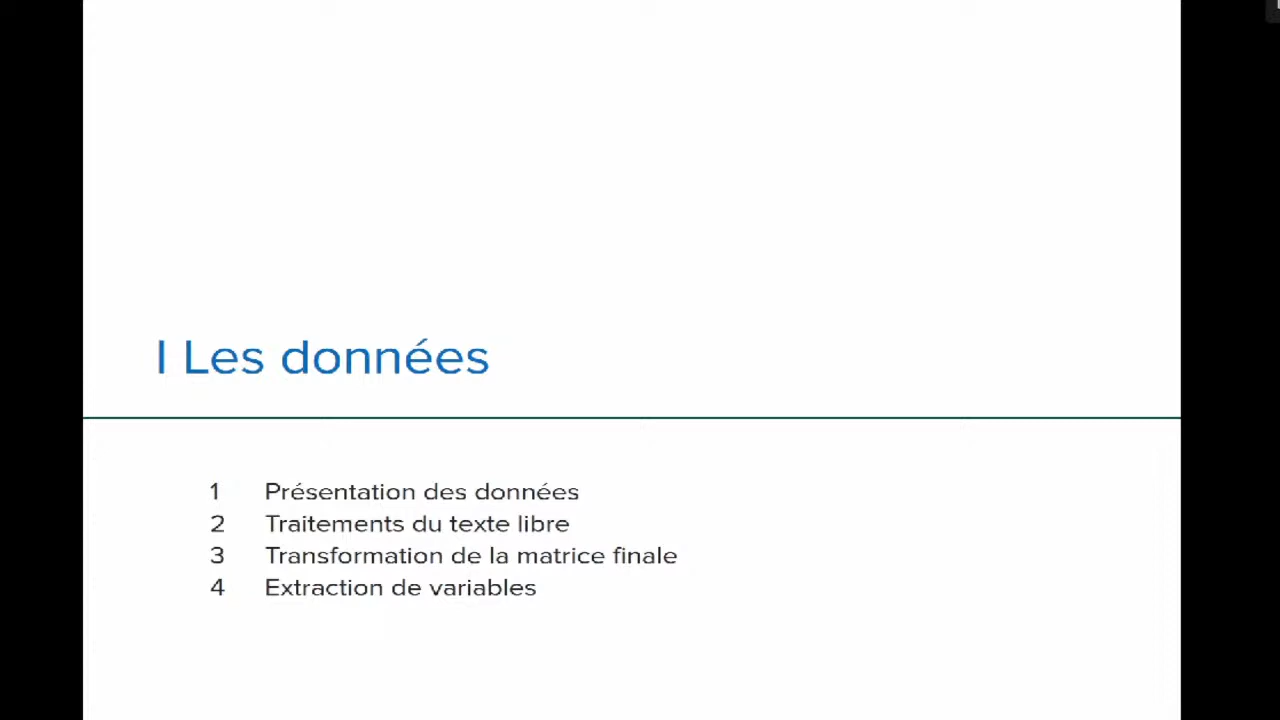 I Les données
1 Présentation des données
2 Traitements du texte libre
3 Transformation de la matrice finale
4 Extraction de variables